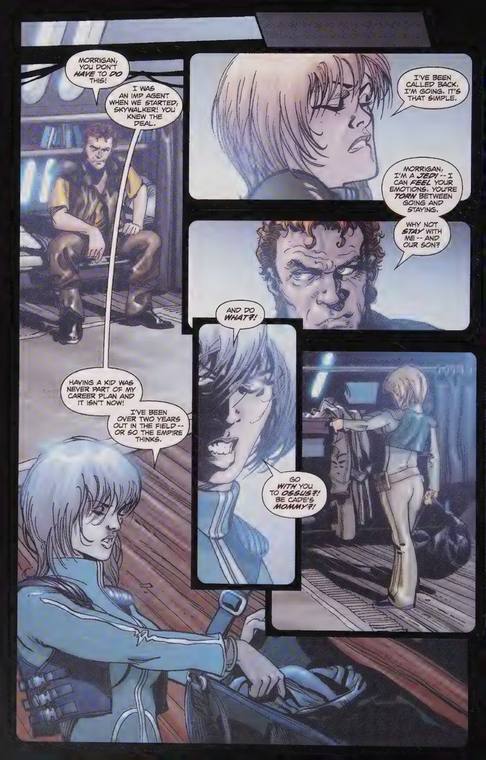 MORRIGAN,
YOU DON'T
HAVE TO DO
THIS!
I WAS
AN IMP AGENT
WHEN WE STARTED,
SKYWALKER! YOU
KNEW THE
DEAL.
I'VE BEEN
CALLED BACK.
I'M GOING. IT'S
THAT SIMPLE.
MORRIGAN,
I'M A JEDI -- I
CAN FEEL YOUR
EMOTIONS. YOU'RE
TORN BETWEEN
GOING AND
STAYING.
WHY NOT
STAY WITH
ME -- AND
OUR SON?
AND DO
WHAT?!
HAVING A KID WAS
NEVER PART OF MY
CAREER PLAN AND
IT ISN'T NOW!
I'VE BEEN
OVER TWO YEARS
OUT IN THE FIELD --
OR SO THE EMPIRE
THINKS.
GO
WITH YOU
TO OSSUS?!
BE CADE'S
MOMMY?!